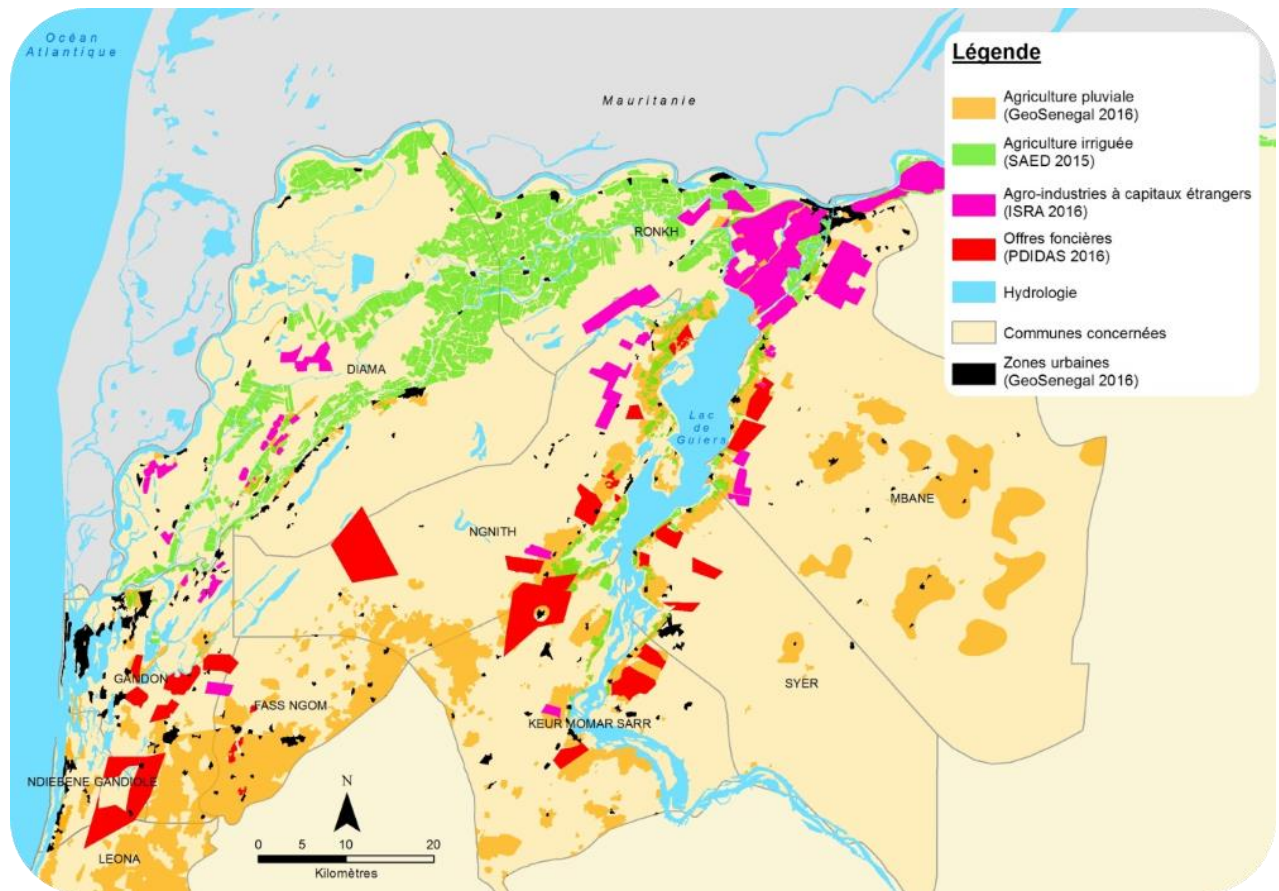 Océan
Atlantique
Mauritanie
Légende
Agriculture pluviale
(GeoSenegal 2016)
Agriculture irriguée
(SAED 2015)
Agro-industries à capitaux étrangers
(ISRA 2016)
Offres foncières
(PDIDAS 2016)
Hydrologie
Communes concernées
Zones urbaines
(GeoSenegal 2016)
RONKH
DIAMA
Lac
de
Guiers
MBANE
NGNITH
GANDON
SYER
FASS NGOM
KEUR MOMAR SARR
NDIEBENE GANDIOLE
N
LEONA
0 5 10 20
Kilomètres